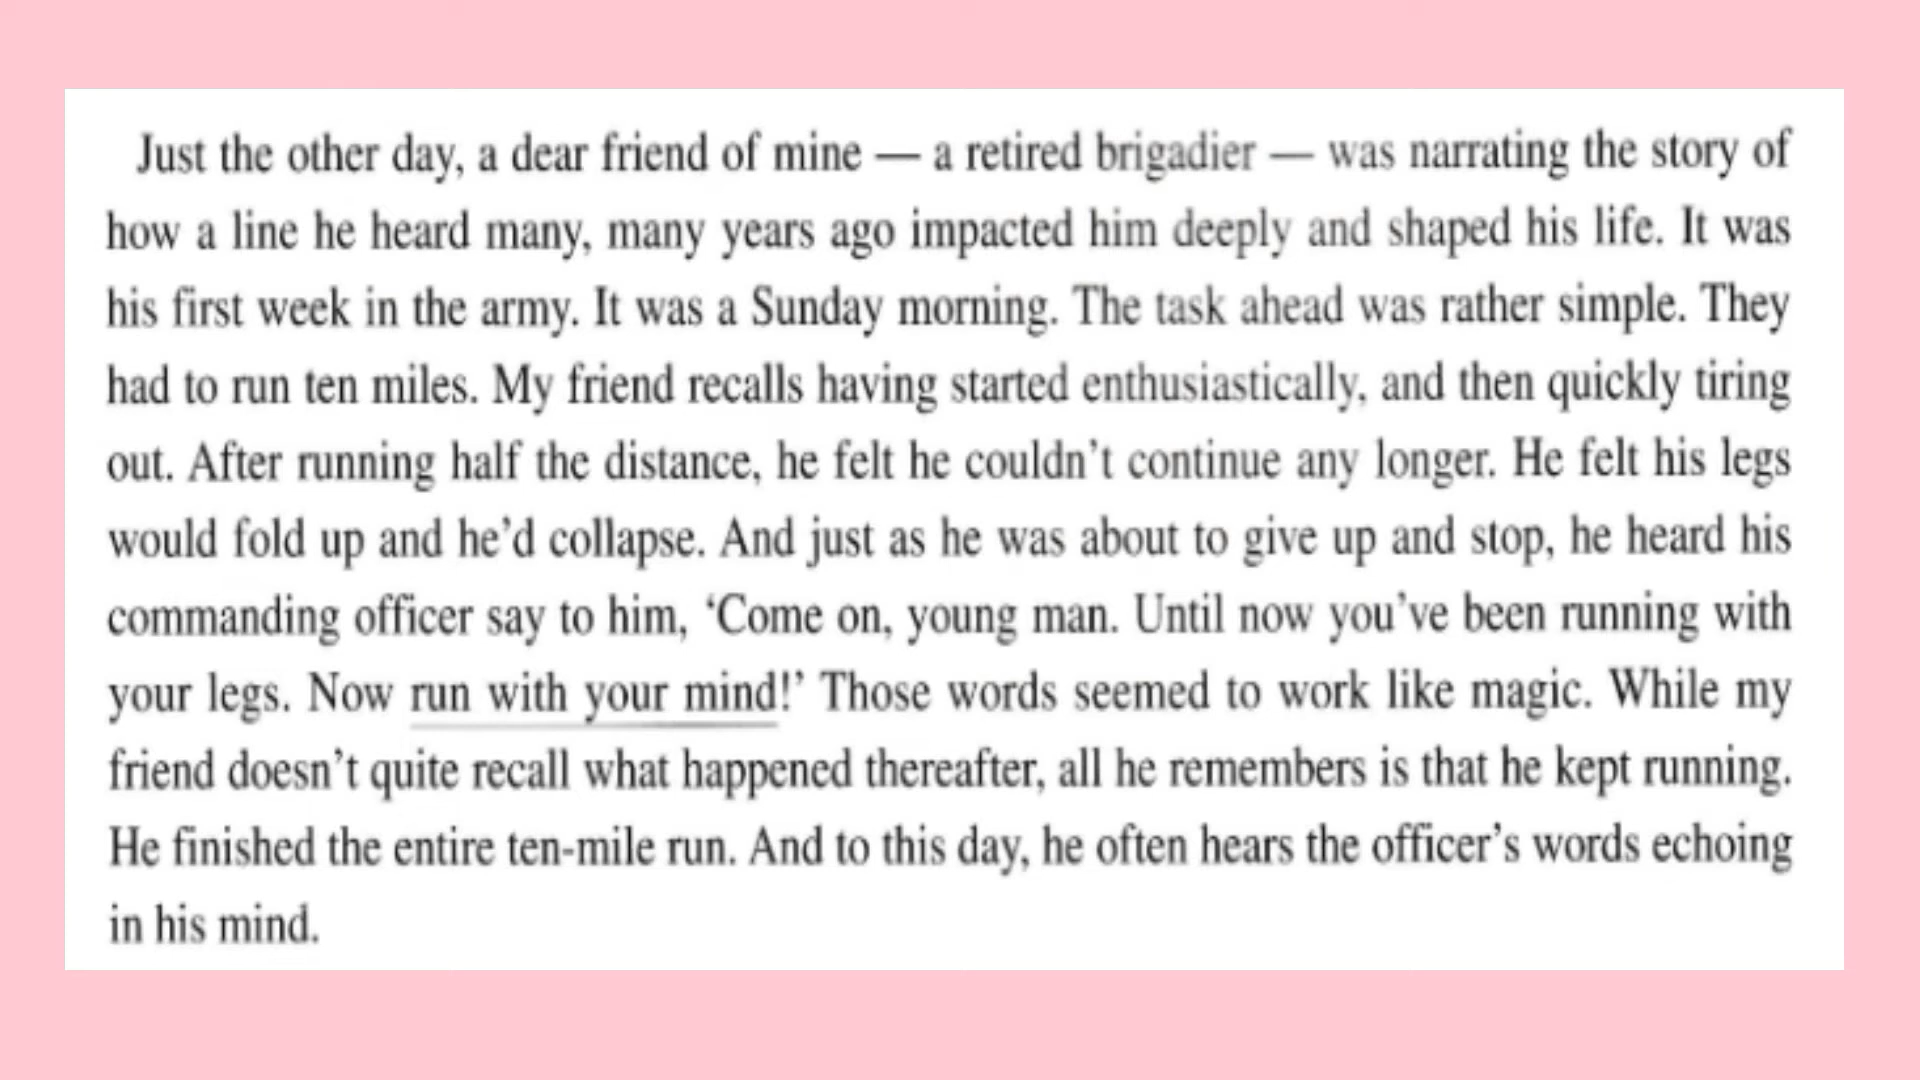 Just the other day, a dear friend of mine — a retired brigadier — was narrating the story of
how a line he heard many, many years ago impacted him deeply and shaped his life. It was
his first week in the army. It was a Sunday morning. The task ahead was rather simple. They
had to run ten miles. My friend recalls having started enthusiastically, and then quickly tiring
out. After running half the distance, he felt he couldn’t continue any longer. He felt his legs
would fold up and he’d collapse. And just as he was about to give up and stop, he heard his
commanding officer say to him, ‘Come on, young man. Until now you’ve been running with
your legs. Now run with your mind!’ Those words seemed to work like magic. While my
friend doesn’t quite recall what happened thereafter, all he remembers is that he kept running.
He finished the entire ten-mile run. And to this day, he often hears the officer’s words echoing
in his mind.